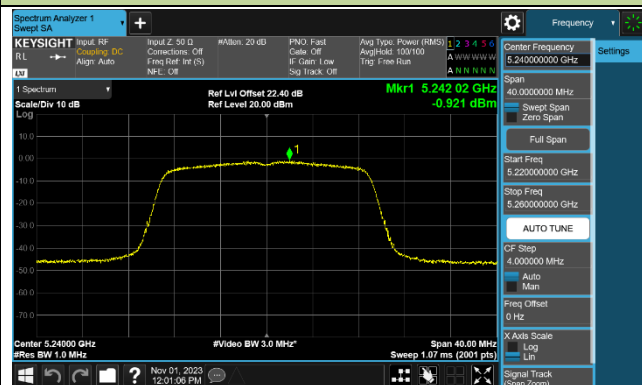 Spectrum Analyzer 1
Swept SA
Frequency
KEYSIGHT
RL
LXI
Input: RF
Coupling: DC
Align: Auto
Input Z: 50 Ω
Corrections: Off
Freq Ref: Int (S)
NFE: Off
#Atten: 20 dB
PNO: Fast
Gate: Off
IF Gain: Low
Sig Track: Off
Avg Type: Power (RMS)
Avg|Hold: 100/100
Trig: Free Run
1 2 3 4 5 6
A W W W W W
A N N N N N
1 Spectrum
Scale/Div 10 dB
Log
Ref Lvl Offset 22.40 dB
Ref Level 20.00 dBm
Mkr1 5.242 02 GHz
-0.921 dBm
10.0
0.00
-10.0
-20.0
-30.0
-40.0
-50.0
-60.0
-70.0
1
Center 5.24000 GHz
#Res BW 1.0 MHz
#Video BW 3.0 MHz*
Span 40.00 MHz
Sweep 1.07 ms (2001 pts)
Nov 01, 2023
12:01:06 PM
Settings
Center Frequency
5.240000000 GHz
Span
40.0000000 MHz
Swept Span
Zero Span
Full Span
Start Freq
5.220000000 GHz
Stop Freq
5.260000000 GHz
AUTO TUNE
CF Step
4.000000 MHz
Auto
Man
Freq Offset
0 Hz
X Axis Scale
Log
Lin
Signal Track
(Span Zoom)